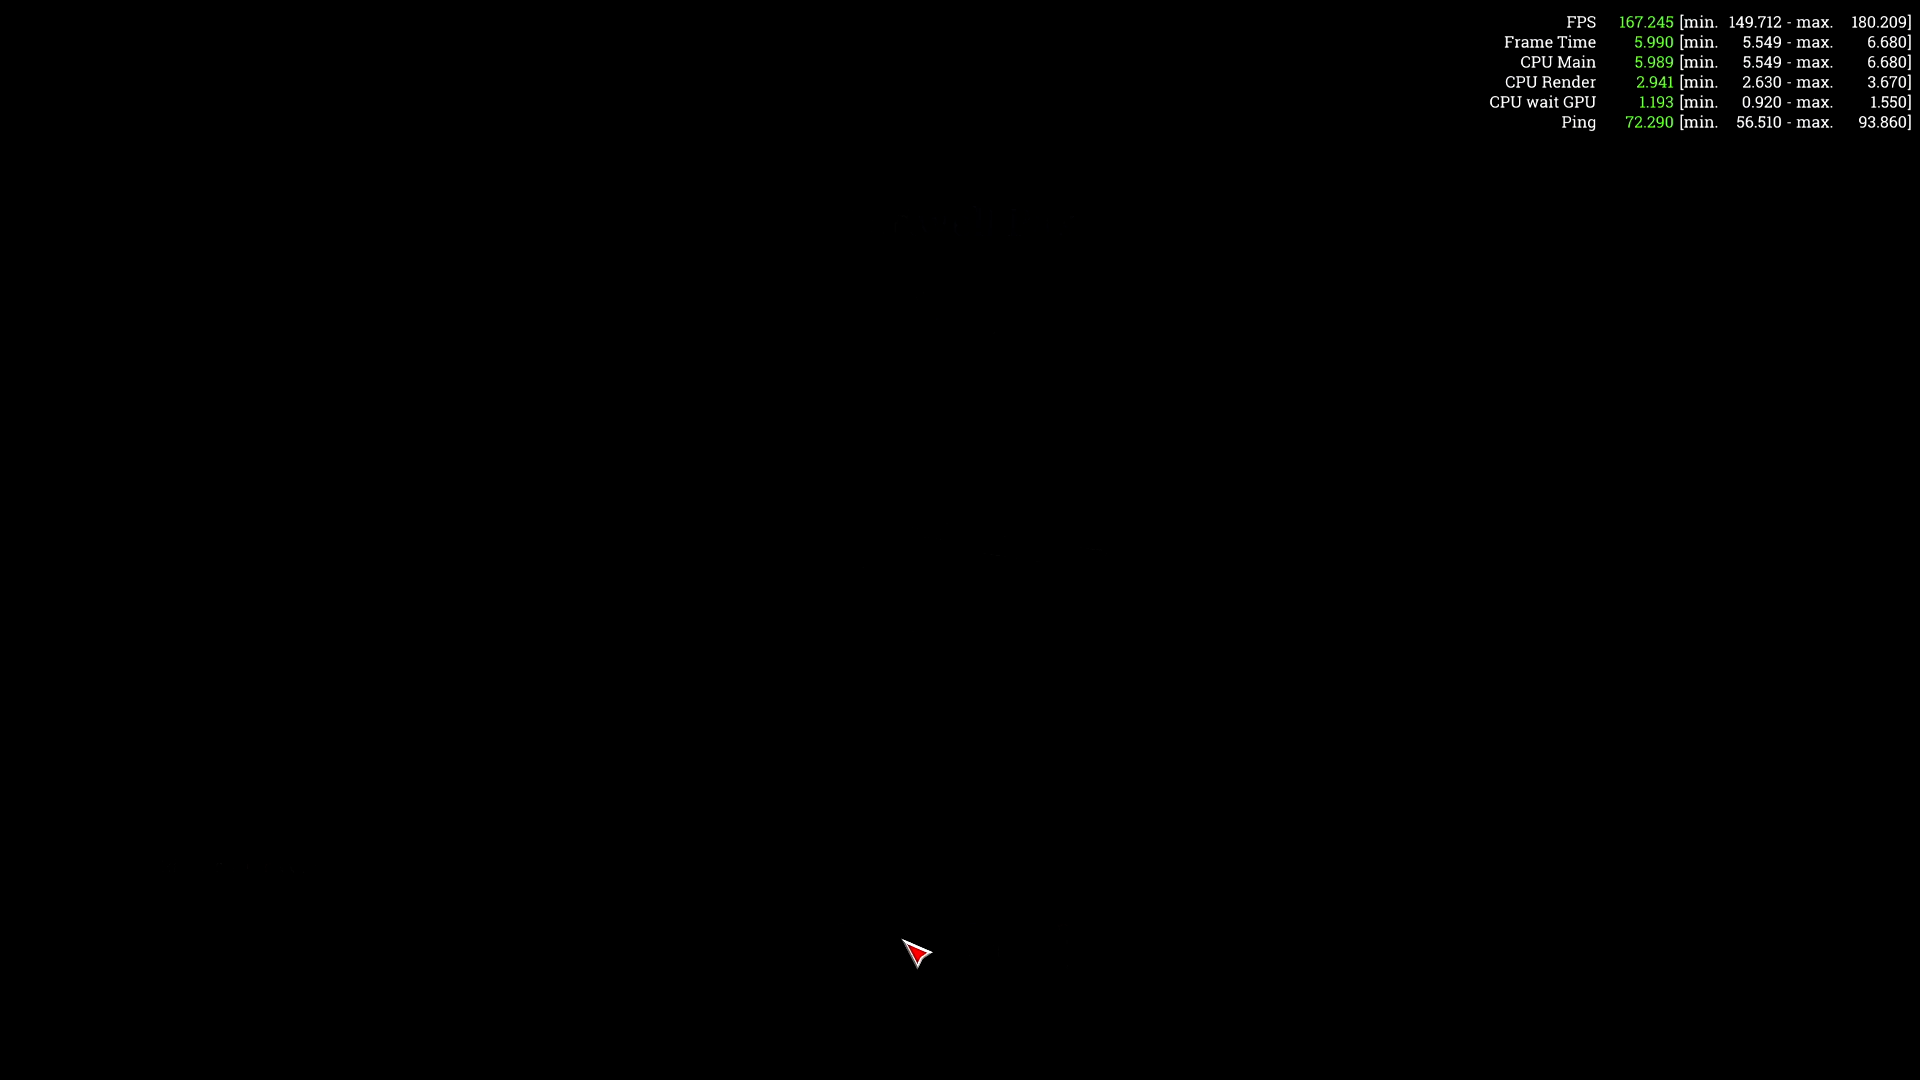 FPS 167.245 [min. 149.712 - max. 180.209]
Frame Time 5.990 [min. 5.549 - max. 6.680]
CPU Main 5.989 [min. 5.549 - max. 6.680]
CPU Render 2.941 [min. 2.630 - max. 3.670]
CPU wait GPU 1.193 [min. 0.920 - max. 1.550]
Ping 72.290 [min. 56.510 - max. 93.860]